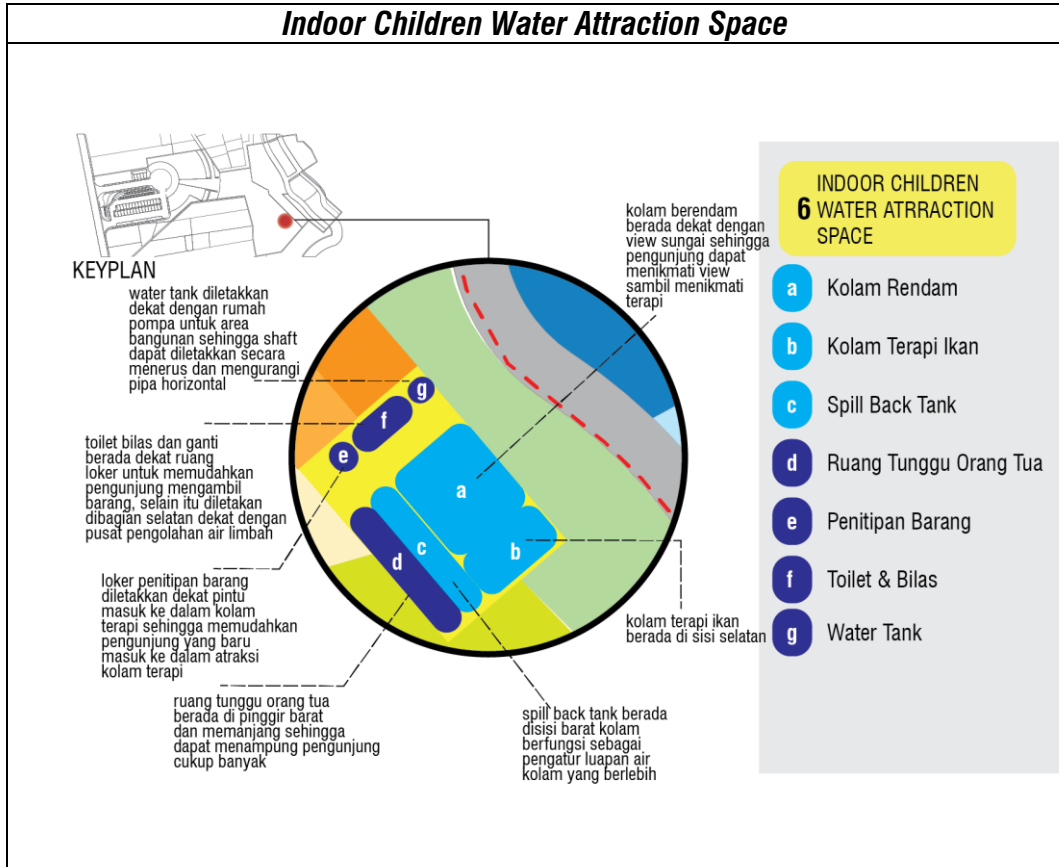 Indoor Children Water Attraction Space
KEYPLAN
water tank diletakkan
dekat dengan rumah
pompa untuk area
bangunan sehingga shaft
dapat diletakkan secara
menerus dan mengurangi
pipa horizontal
toilet bilas dan ganti
berada dekat ruang
loker untuk memudahkan
pengunjung mengambil
barang, selain itu diletakan
dibagian selatan dekat dengan
pusat pengolahan air limbah
loker penitipan barang
diletakkan dekat pintu
masuk ke dalam kolam
terapi sehingga memudahkan
pengunjung yang baru
masuk ke dalam atraksi
kolam terapi
ruang tunggu orang tua
berada di pinggir barat
dan memanjang sehingga
dapat menampung pengunjung
cukup banyak
g
f
e
a
c
b
d
kolam berendam
berada dekat dengan
view sungai sehingga
pengunjung dapat
menikmati view
sambil menikmati
terapi
kolam terapi ikan
berada di sisi selatan
spill back tank berada
disisi barat kolam
berfungsi sebagai
pengatur luapan air
kolam yang berlebih
INDOOR CHILDREN
6 WATER ATRRACTION
SPACE
a Kolam Rendam
b Kolam Terapi Ikan
c Spill Back Tank
d Ruang Tunggu Orang Tua
e Penitipan Barang
f Toilet & Bilas
g Water Tank